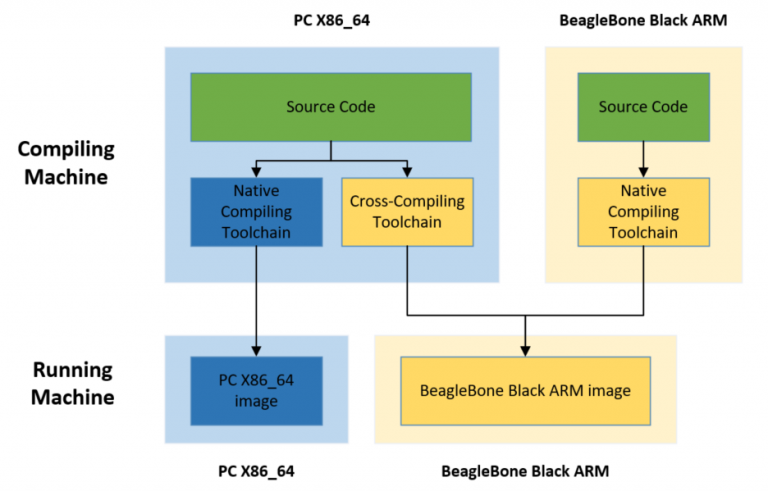 PC X86_64
BeagleBone Black ARM
Compiling
Machine
Source Code
Source Code
Native
Compiling
Toolchain
Cross-Compiling
Toolchain
Native
Compiling
Toolchain
Running
Machine
PC X86_64
image
BeagleBone Black ARM image
PC X86_64
BeagleBone Black ARM